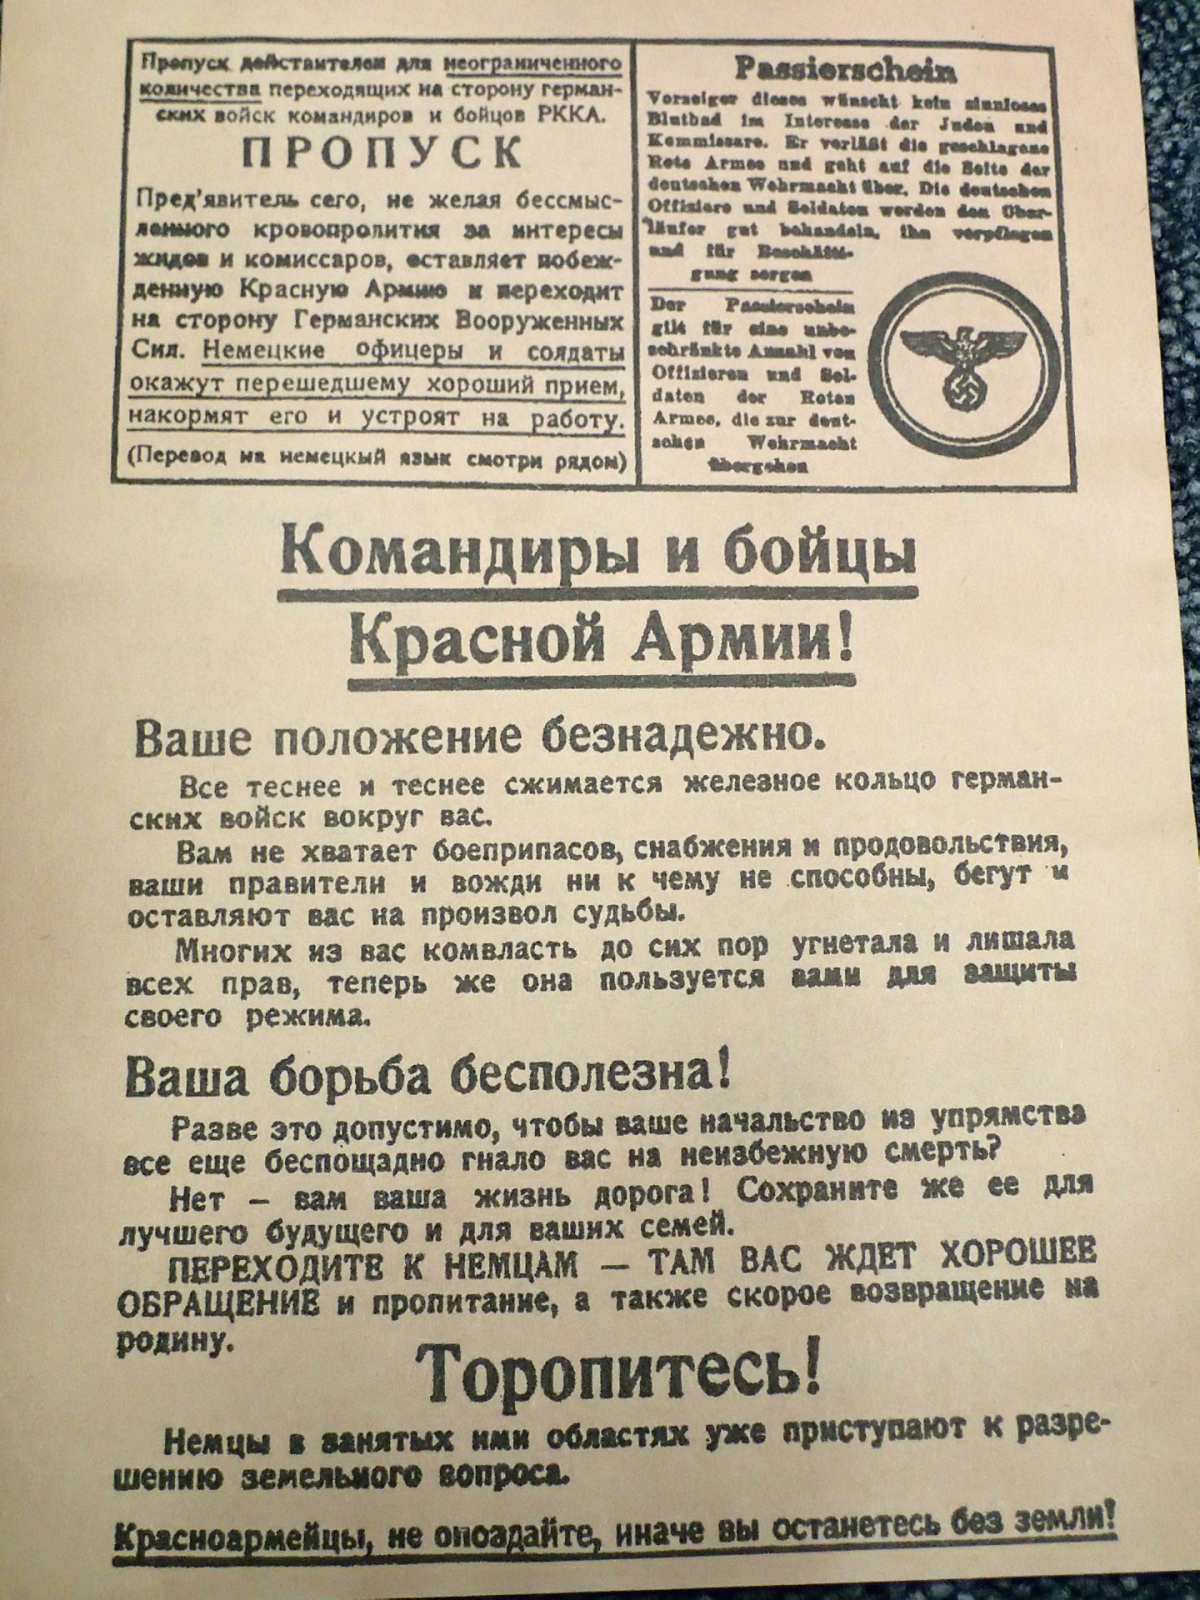 Пропуск действителен для неограниченного
количества переходящих на сторону герман-
ских войск командиров и бойцов РККА.
ПРОПУСК
Пред'явитель сего, не желая бессмыс-
ленного кровопролития за интересы
жидов и комиссаров, оставляет побеж-
денную Красную Армию и переходит
на сторону Германских Вооруженных
Сил. Немецкие офицеры и солдаты
окажут перешедшему хороший прием,
накормят его и устроят на работу.
(Перевод на немецкий язык смотри рядом)
Passierschein
Vorzeiger dieses wünscht kein sinnloses
Blutbad im Interesse der Juden und
Kommissare. Er verläßt die geschlagene
Rote Armee und geht auf die Seite der
deutschen Wehrmacht über. Die deutschen
Offiziere und Soldaten werden den Über-
läufer gut behandeln, ihn verpflegen
und für Beschäfti-
gung sorgen
Der Passierschein
gilt für eine unbe-
schränkte Anzahl von
Offizieren und Sol-
daten der Roten
Armee, die zur deut-
schen Wehrmacht
übergehen
Командиры и бойцы
Красной Армии!
Ваше положение безнадежно.
Все теснее и теснее сжимается железное кольцо герман-
ских войск вокруг вас.
Вам не хватает боеприпасов, снабжения и продовольствия,
ваши правители и вожди ни к чему не способны, бегут и
оставляют вас на произвол судьбы.
Многих из вас комвласть до сих пор угнетала и лишала
всех прав, теперь же она пользуется вами для защиты
своего режима.
Ваша борьба бесполезна!
Разве это допустимо, чтобы ваше начальство из упрямства
все еще беспощадно гнало вас на неизбежную смерть?
Нет — вам ваша жизнь дорога! Сохраните же ее для
лучшего будущего и для ваших семей.
ПЕРЕХОДИТЕ К НЕМЦАМ — ТАМ ВАС ЖДЕТ ХОРОШЕЕ
ОБРАЩЕНИЕ и пропитание, а также скорое возвращение на
родину.
Торопитесь!
Немцы в занятых ими областях уже приступают к разре-
шению земельного вопроса.
Красноармейцы, не опоздайте, иначе вы останетесь без земли!